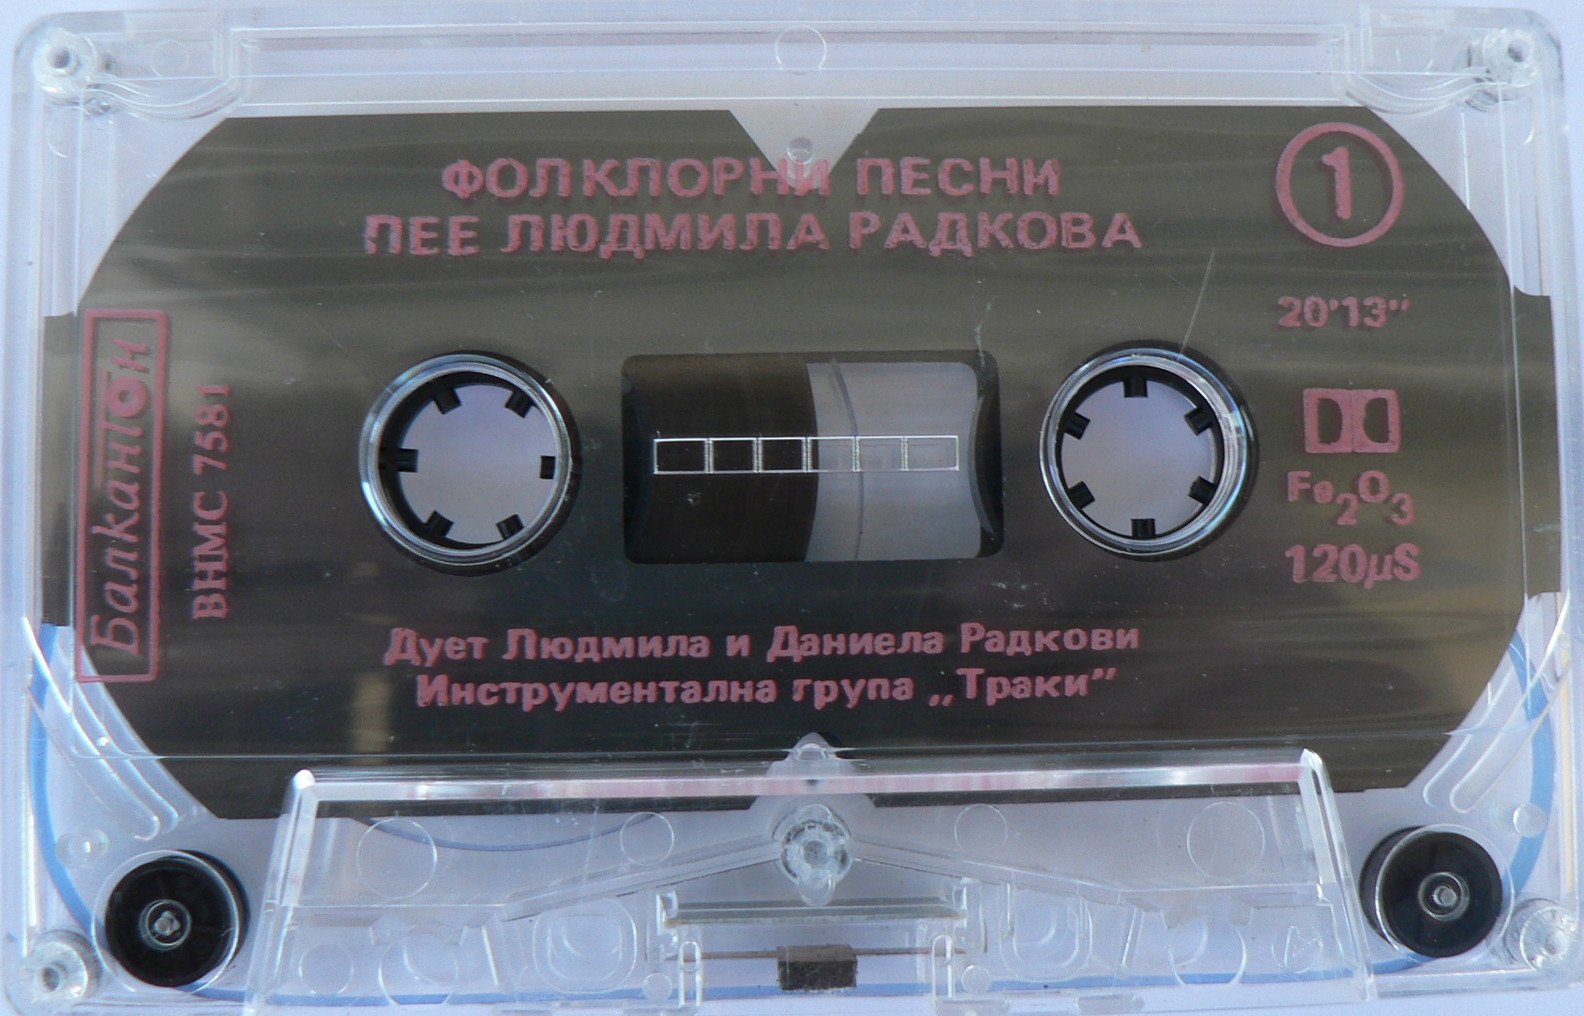 ФОЛКЛОРНИ ПЕСНИ
ПЕЕ ЛЮДМИЛА РАДКОВА
1
20'13"
Балкантон
ВНМС 7581
Fe2O3
120µS
Дует Людмила и Даниела Радкови
Инструментална група „Траки”